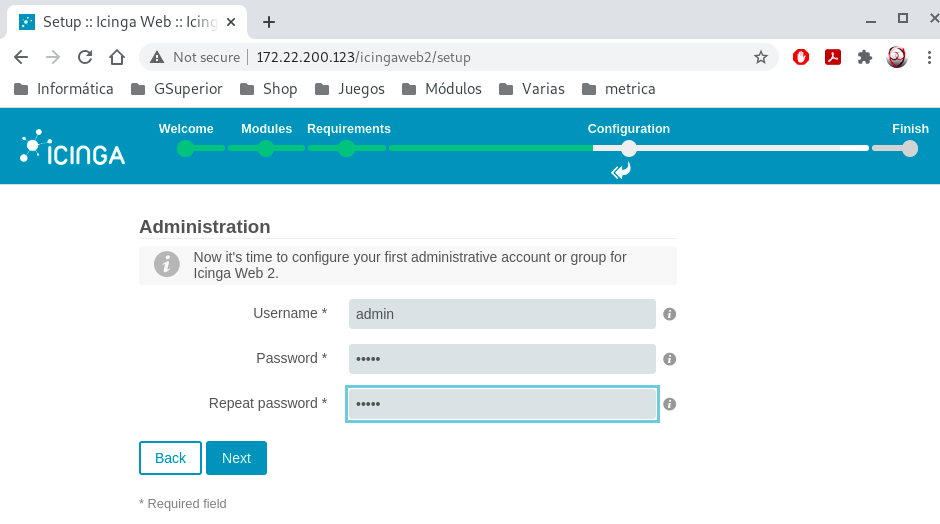 Setup :: Icinga Web :: Icing
Not secure
172.22.200.123/icingaweb2/setup
Informática
GSuperior
Shop
Juegos
Módulos
Varias
metrica
Welcome
Modules
Requirements
Configuration
Finish
ICINGA
Administration
Now it's time to configure your first administrative account or group for
Icinga Web 2.
Username *
admin
Password *
•••••
Repeat password *
•••••
Back
Next
* Required field